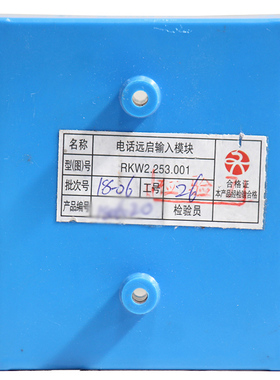 名称 电话远启输入模块
型(图)号 RKW2.253.001
批次号 18-06 工号 26
产品编号 检验员
合格证
本产品经检验合格